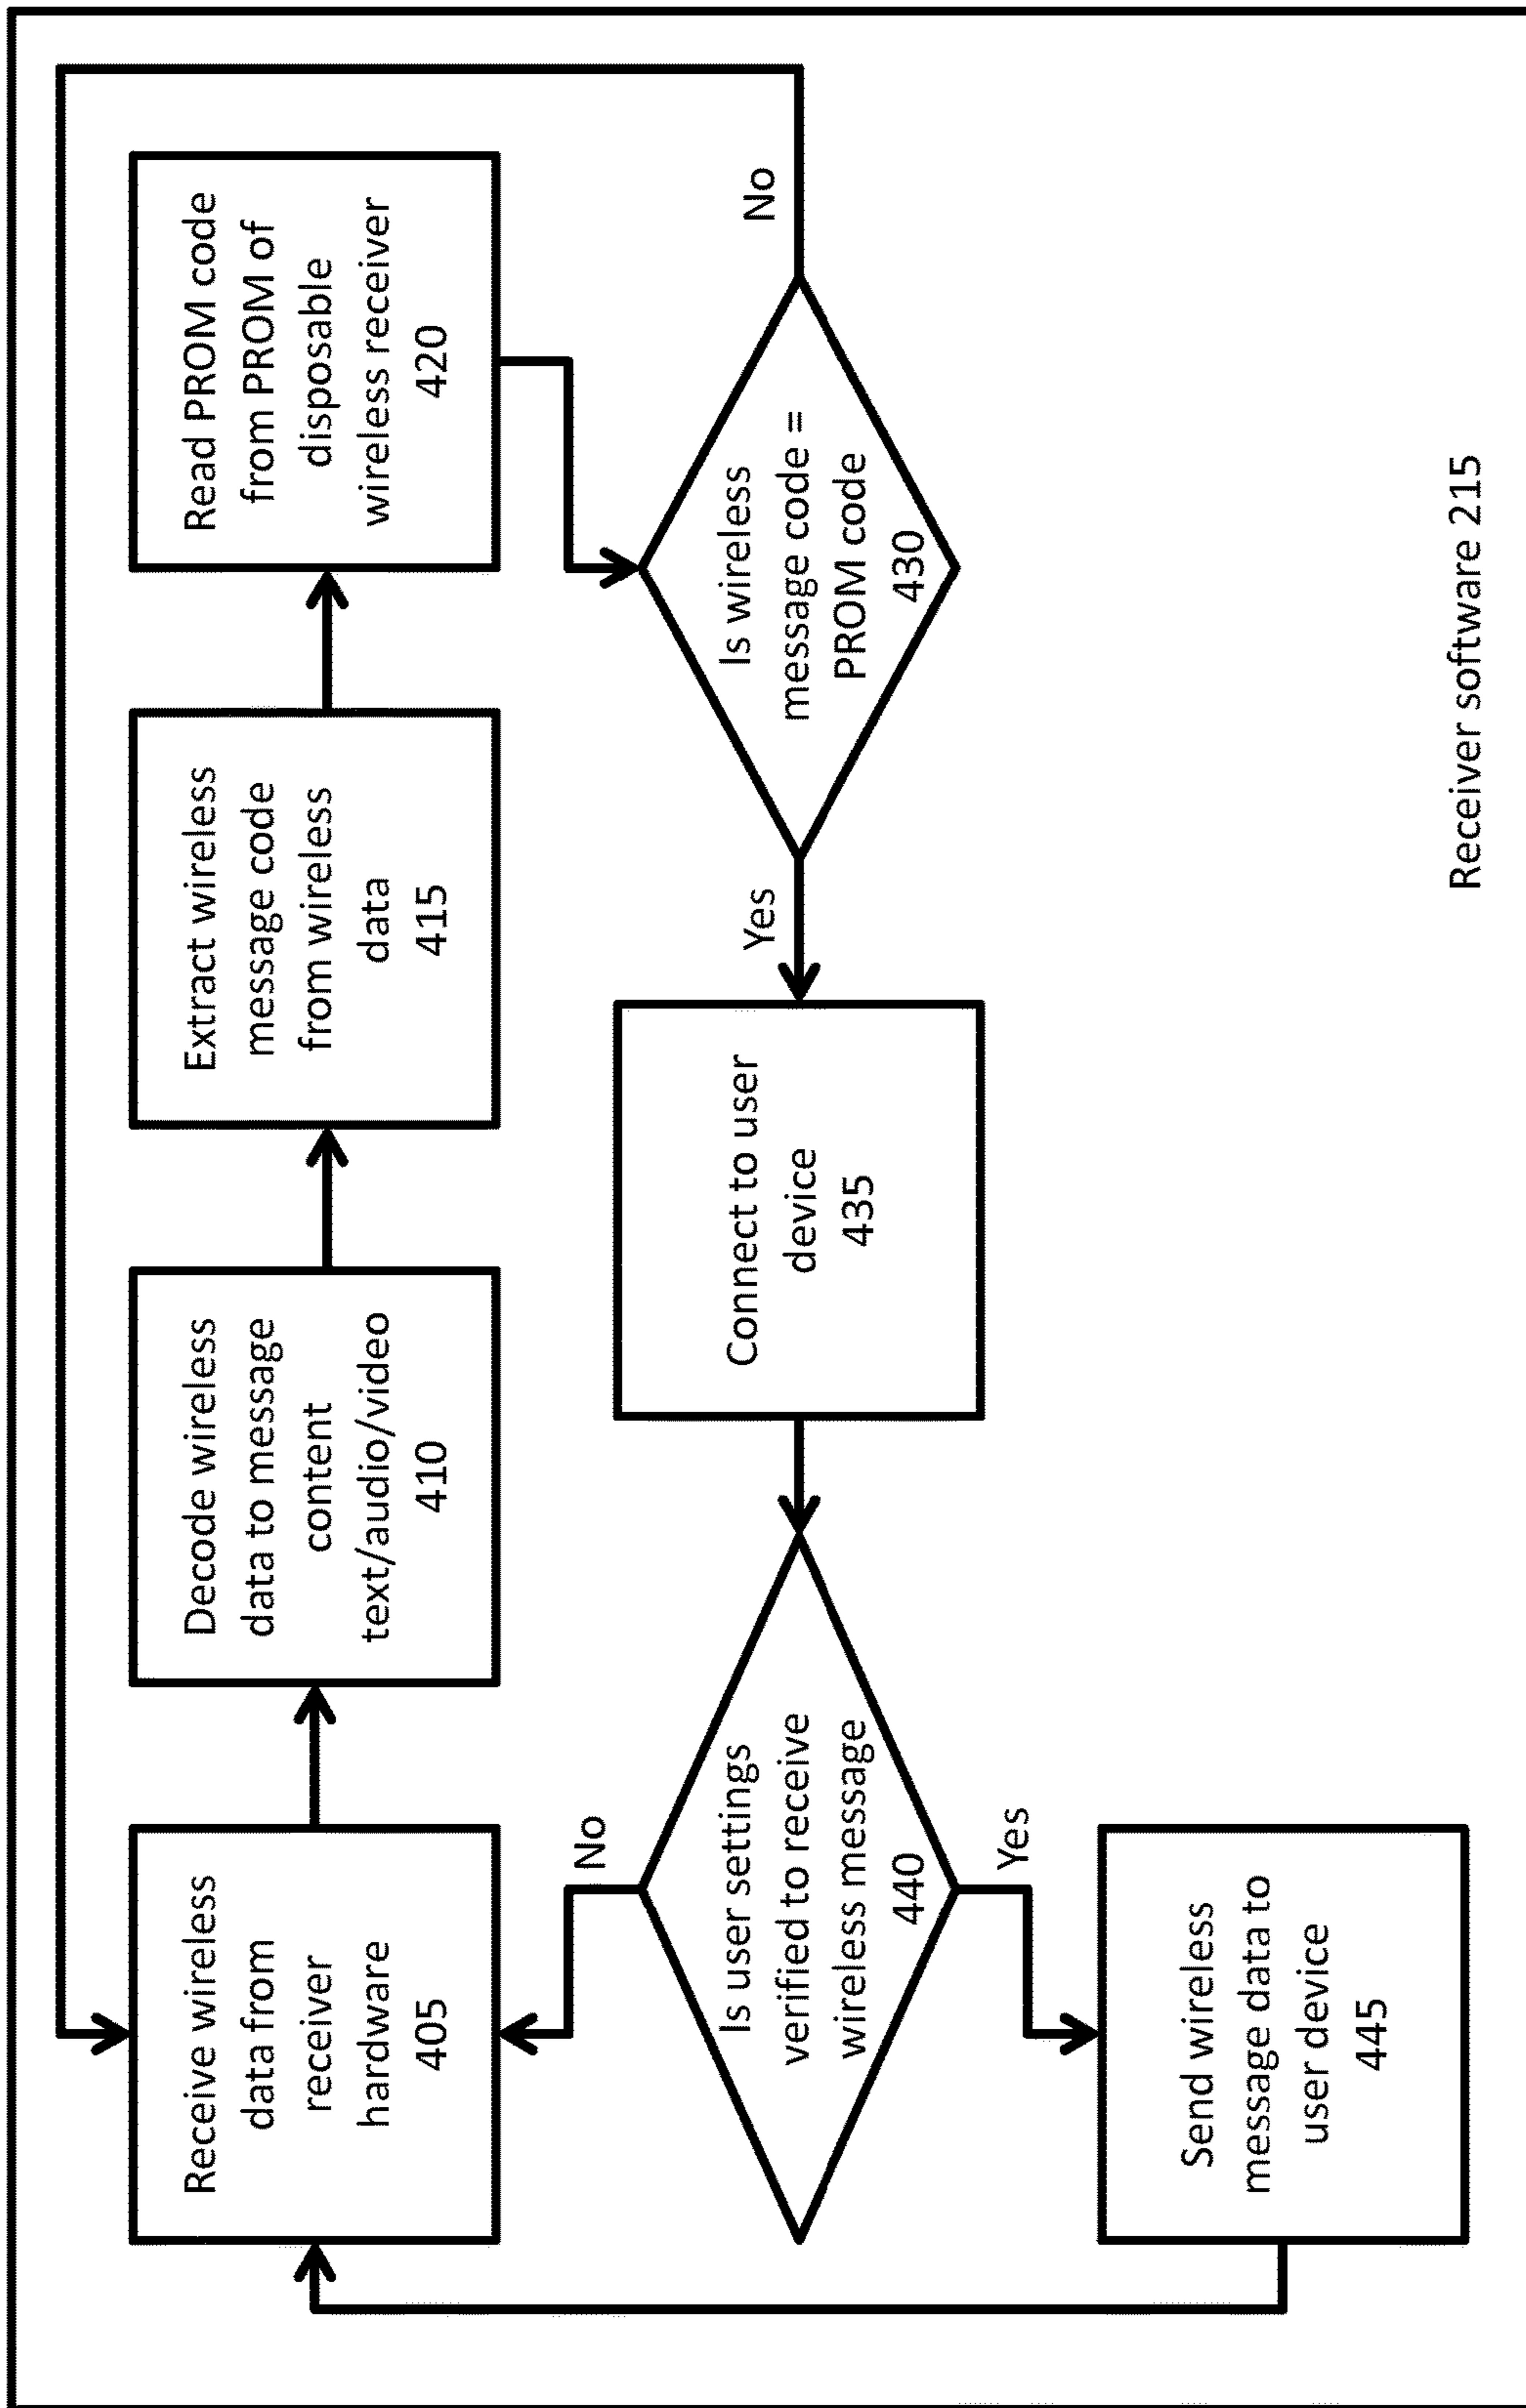 Receive wireless
data from
receiver
hardware
405
Decode wireless
data to message
content
text/audio/video
410
Extract wireless
message code
from wireless
data
415
Read PROM code
from PROM of
disposable
wireless receiver
420
Is wireless
message code =
PROM code
430
No
Yes
Connect to user
device
435
Is user settings
verified to receive
wireless message
440
No
Yes
Send wireless
message data to
user device
445
Receiver software 215